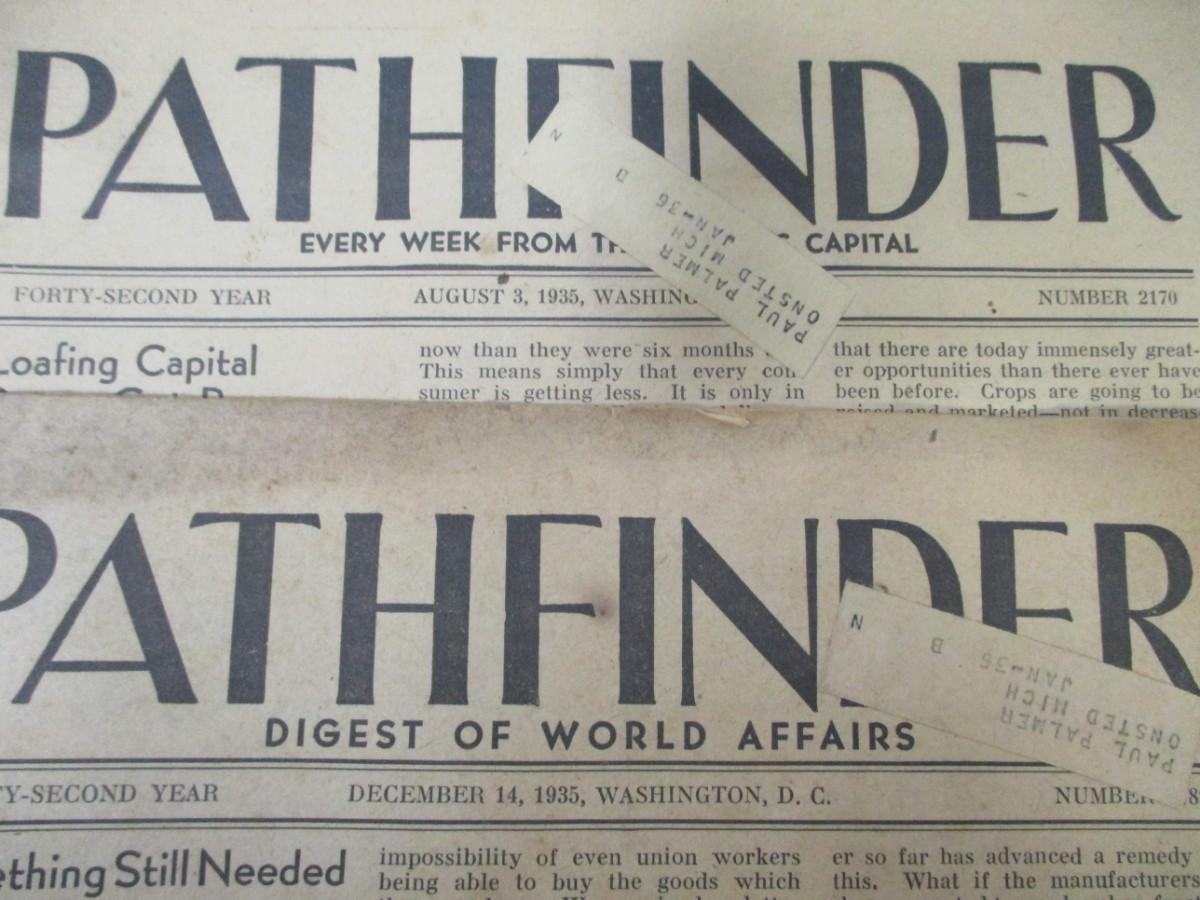 PATHFINDER
EVERY WEEK FROM CAPITAL
FORTY-SECOND YEAR
AUGUST 3, 1935,
NUMBER 2170
N
B
JAN-36
PAUL PALMER
ONSTED MICH
Loafing Capital
now than they were six months
This means simply that every
sumer is getting less. It is only in
that there are today immensely great-
er opportunities than there ever have
been before. Crops are going to be
raised and marketed—not in
PATHFINDER
DIGEST OF WORLD AFFAIRS
SECOND YEAR
DECEMBER 14, 1935, WASHINGTON, D. C.
N
B
JAN-36
PAUL PALMER
ONSTED MICH
ething Still Needed
impossibility of even union workers
being able to buy the goods which
er so far has advanced a remedy
this. What if the manufacturers